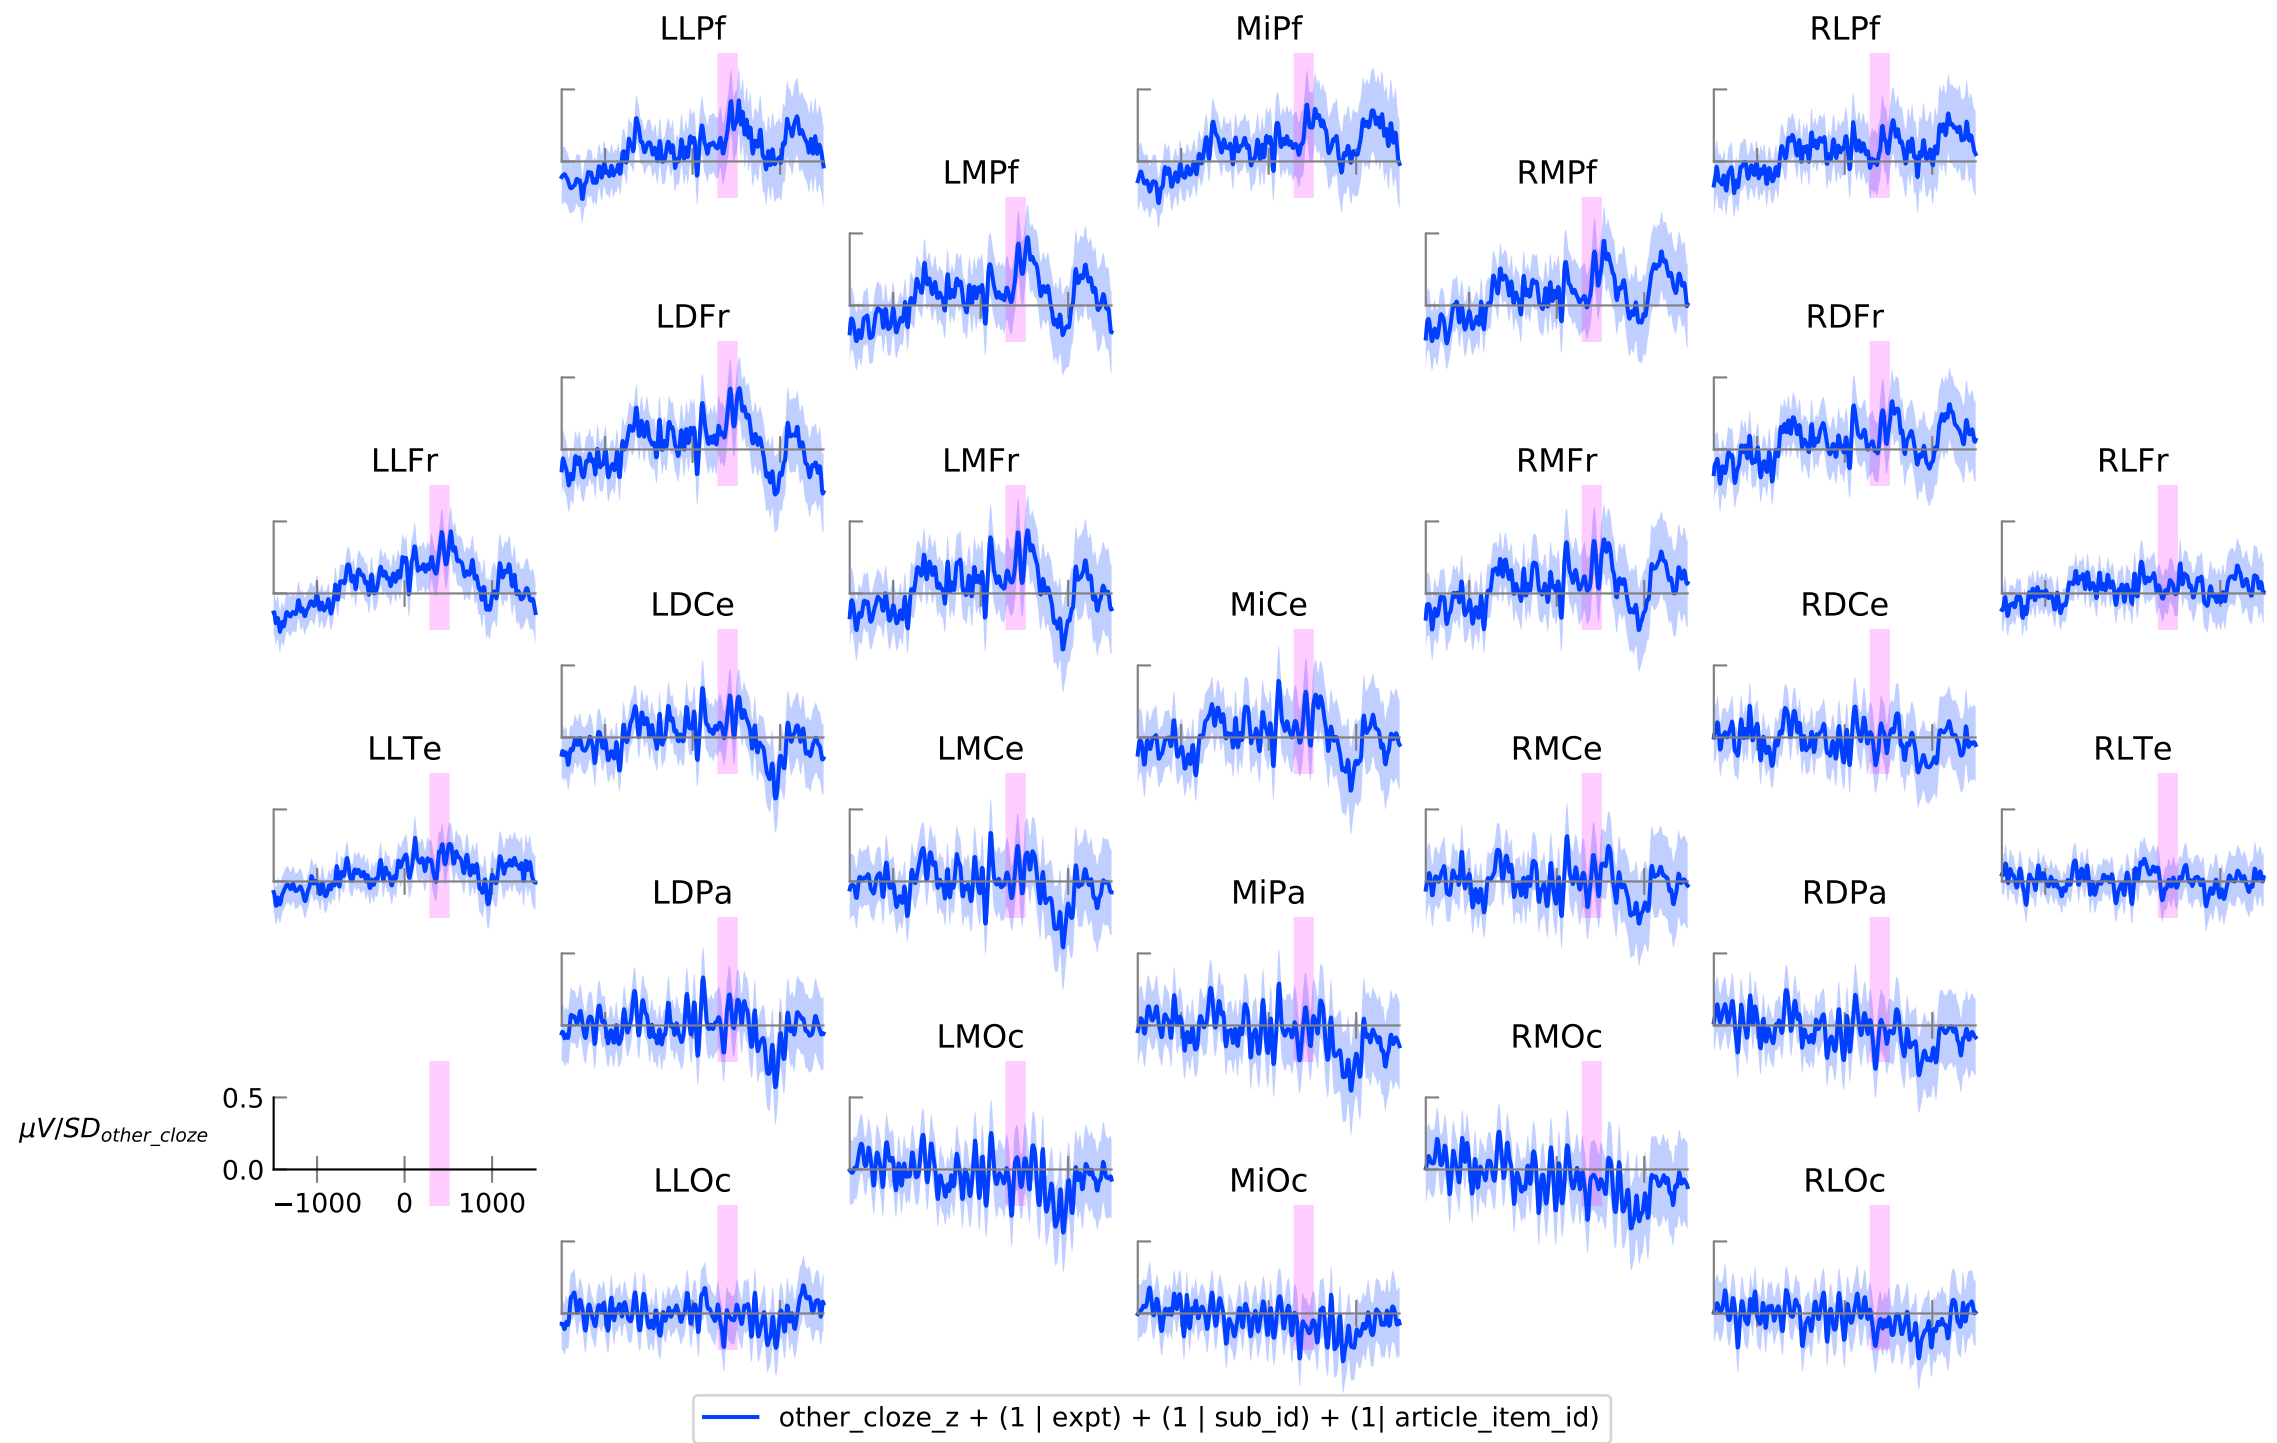 LLPf MiPf RLPf
LMPf RMPf
LDFr RDFr
LLFr LMFr RMFr RLFr
LDCe MiCe RDCe
LLTe LMCe RMCe RLTe
LDPa MiPa RDPa
LMOc RMOc
0.5
μV/SDother_cloze
0.0
−1000 0 1000
LLOc MiOc RLOc
other_cloze_z + (1 | expt) + (1 | sub_id) + (1| article_item_id)